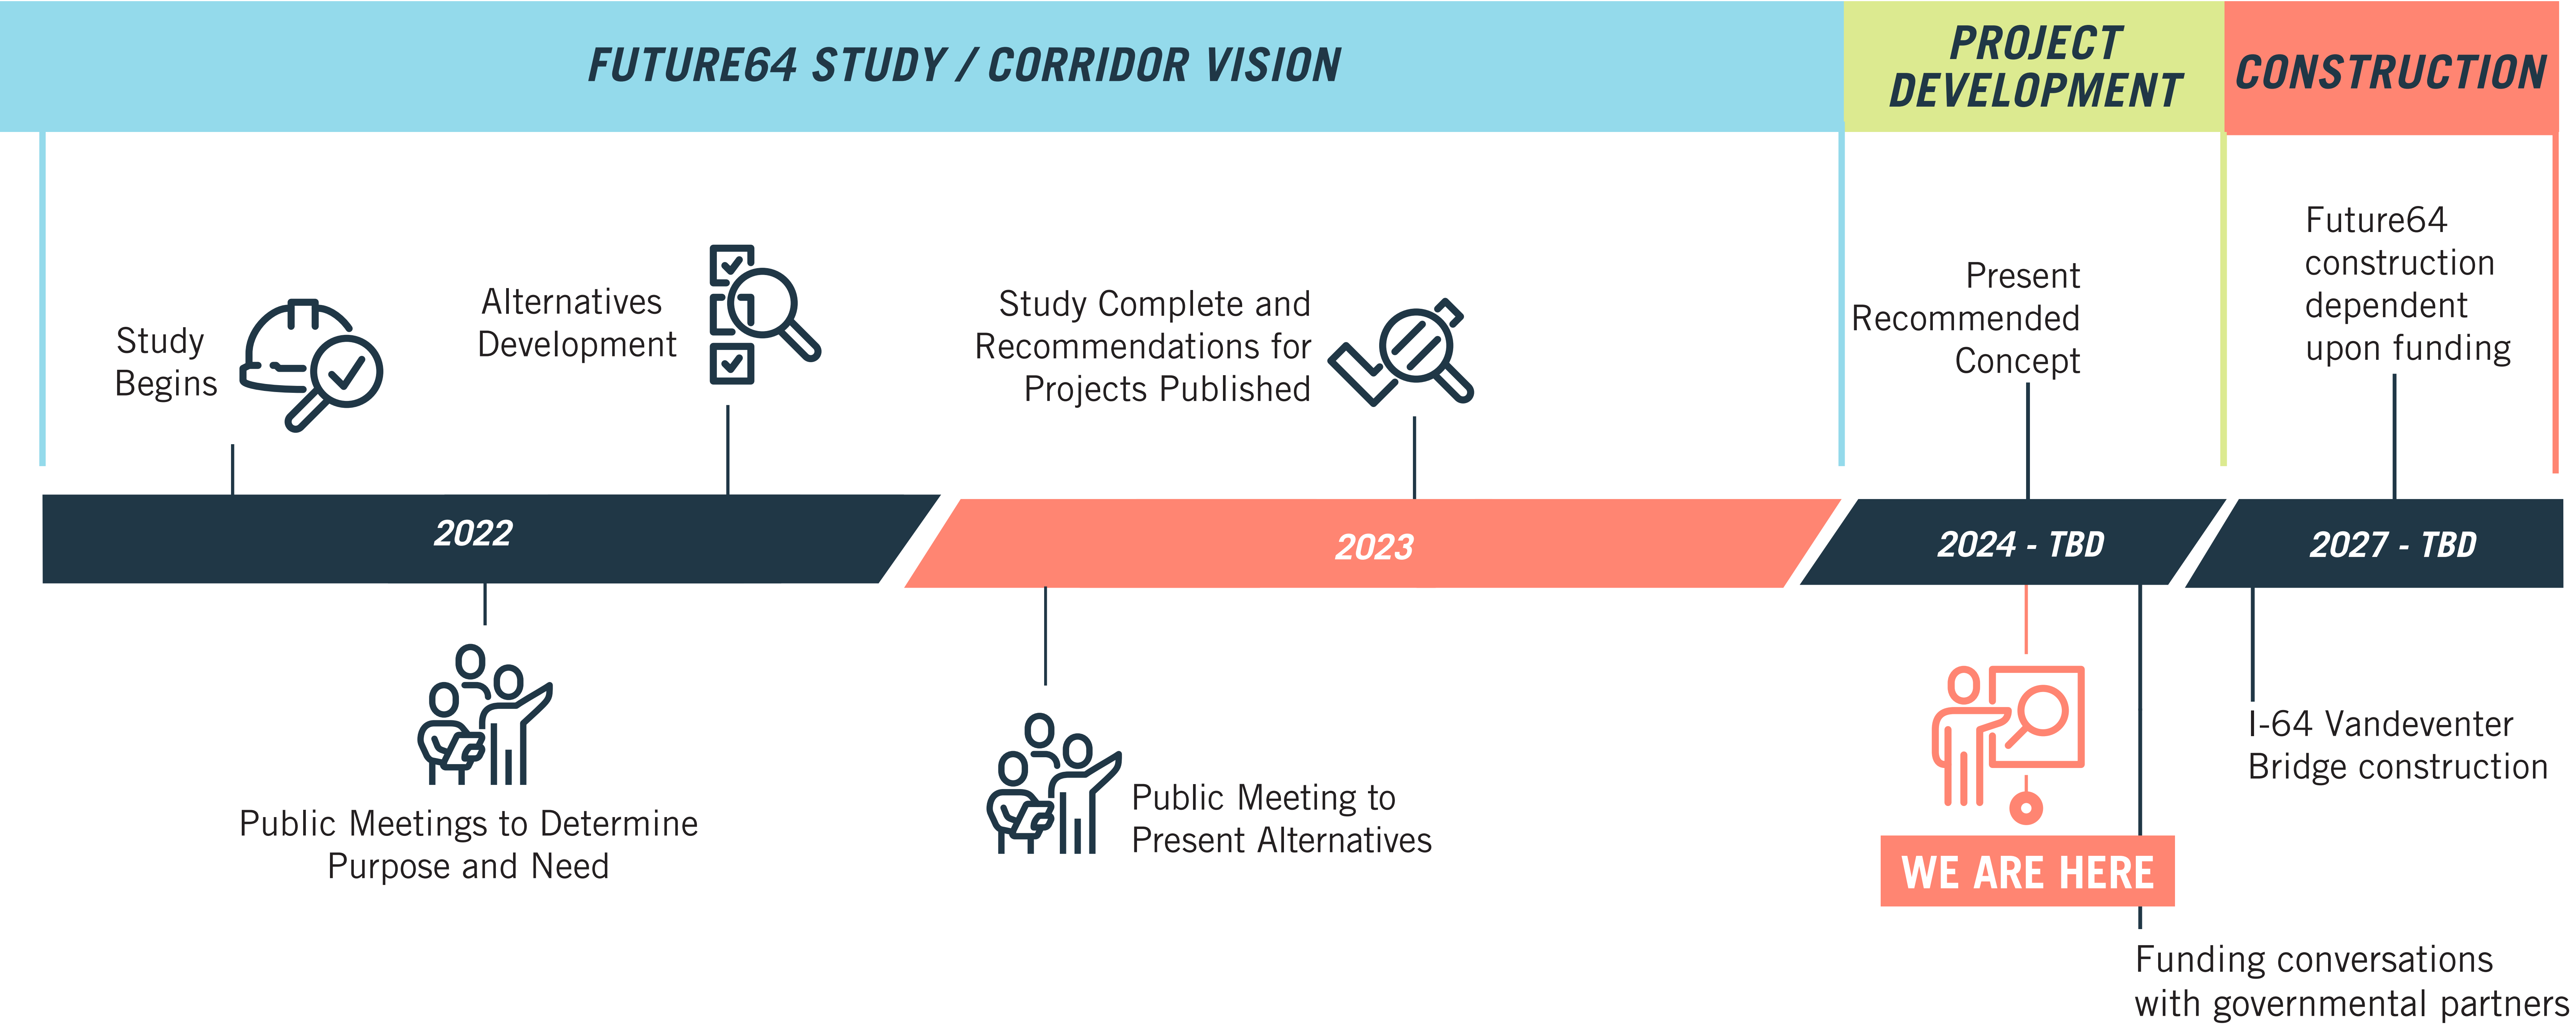 FUTURE64 STUDY / CORRIDOR VISION
PROJECT
DEVELOPMENT
CONSTRUCTION
Study
Begins
Alternatives
Development
Study Complete and
Recommendations for
Projects Published
Present
Recommended
Concept
Future64
construction
dependent
upon funding
2022
2023
2024 - TBD
2027 - TBD
Public Meetings to Determine
Purpose and Need
Public Meeting to
Present Alternatives
WE ARE HERE
I-64 Vandeventer
Bridge construction
Funding conversations
with governmental partners